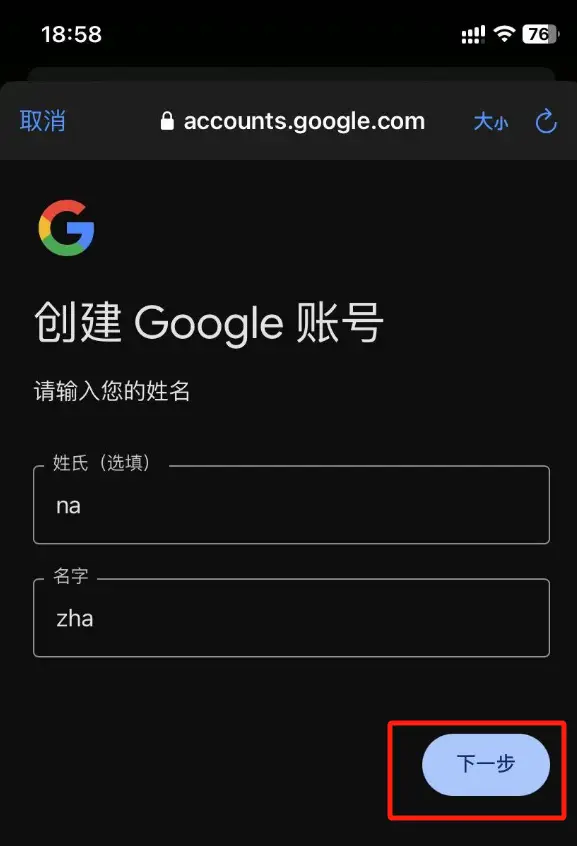 18:58
76
取消
accounts.google.com
大小
创建 Google 账号
请输入您的姓名
姓氏（选填）
na
名字
zha
下一步